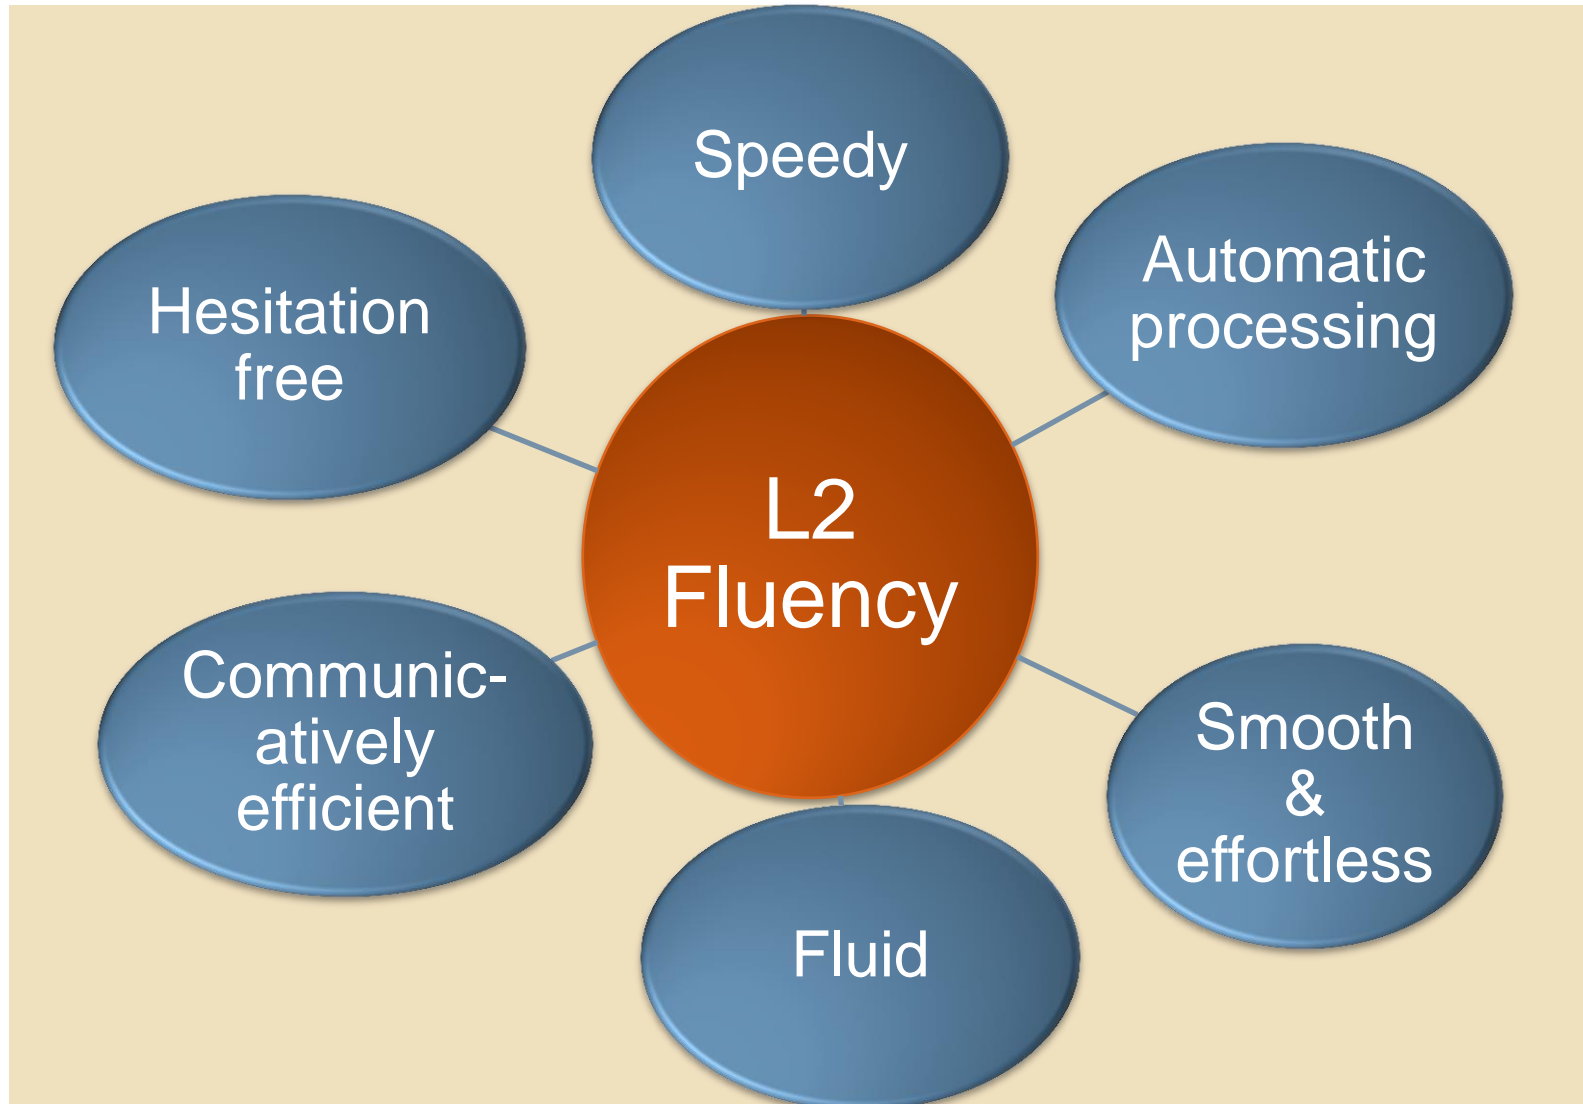 Speedy
Automatic
processing
Hesitation
free
L2
Fluency
Communic-
atively
efficient
Smooth
&
effortless
Fluid